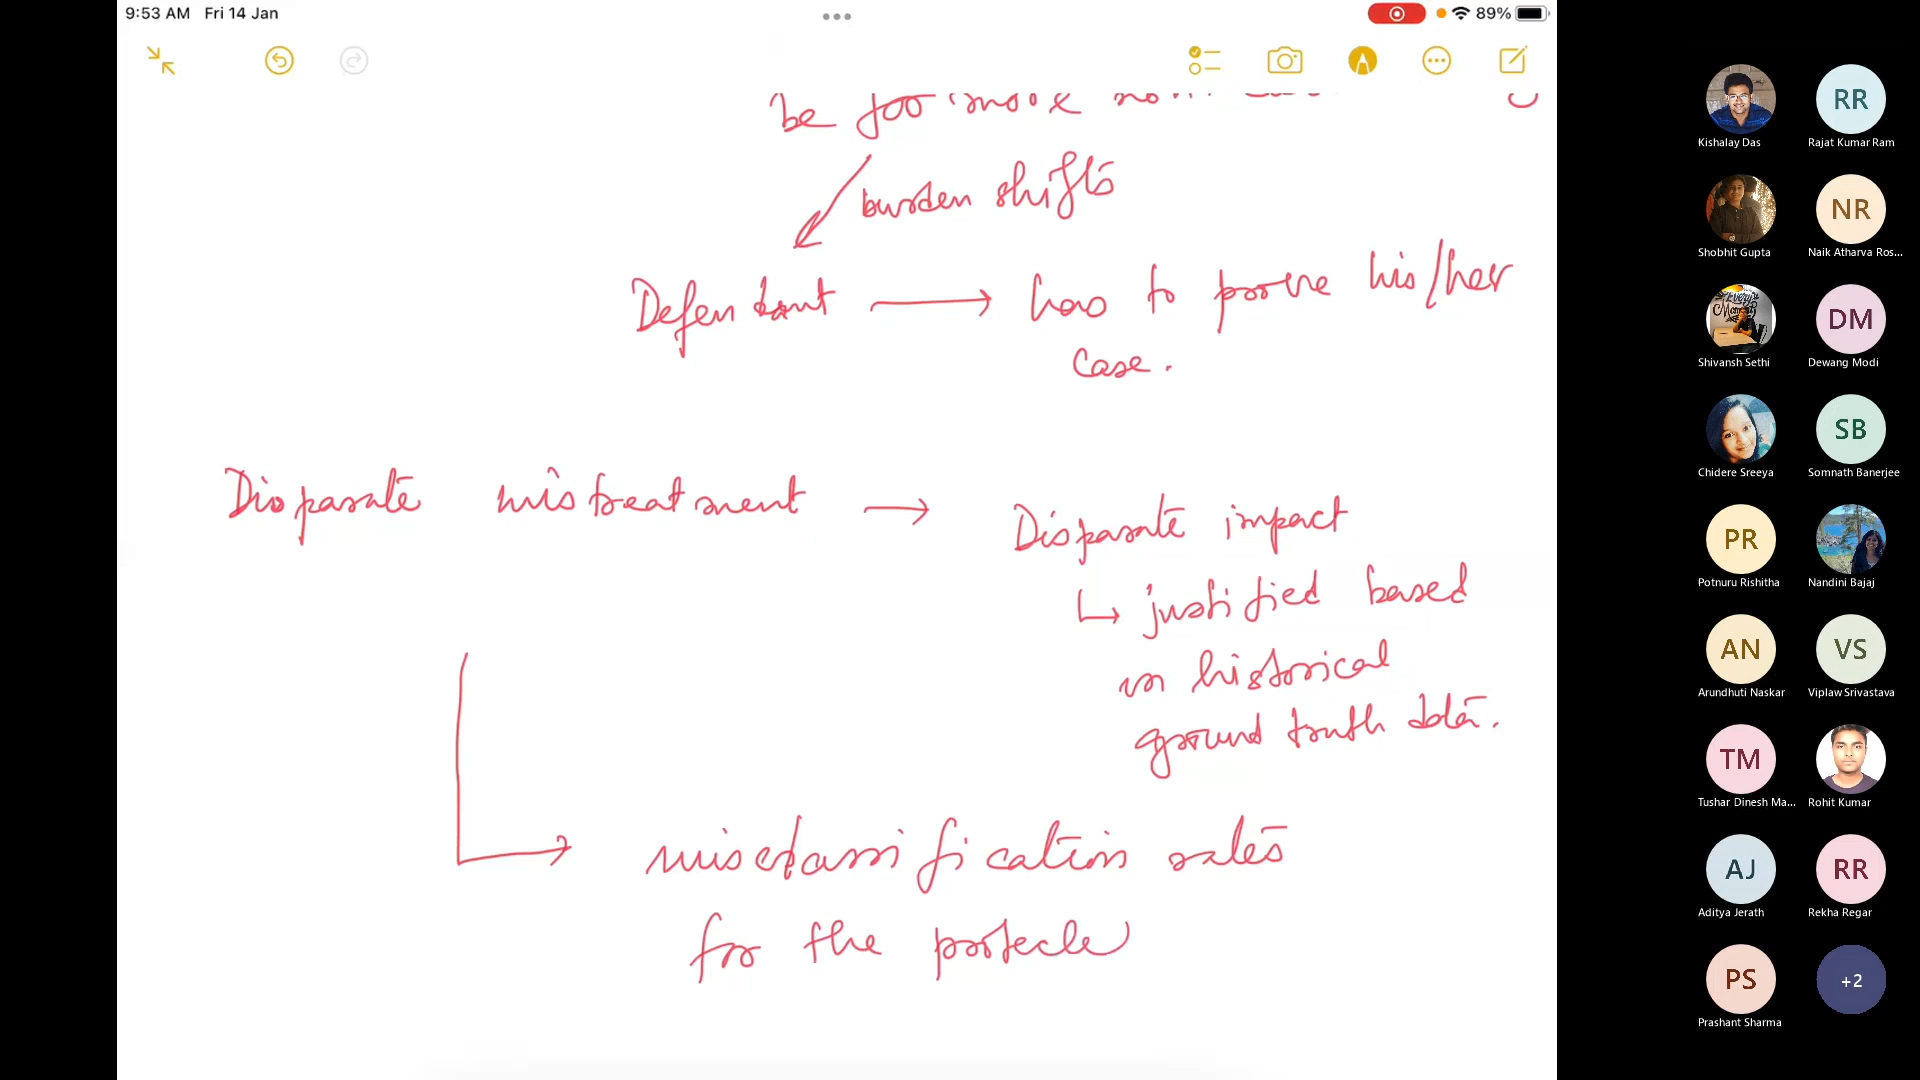 9:53 AM Fri 14 Jan
89%
be
burden shifts
Defendant → has to prove his/her
case.
Disparate mistreatment → Disparate impact
↳ justified based
on historical
ground truth data.
misclassification rates
for the protecte
Kishalay Das
RR
Rajat Kumar Ram
Shobhit Gupta
NR
Naik Atharva Ros...
Every
Shivansh Sethi
DM
Dewang Modi
Chidere Sreeya
SB
Somnath Banerjee
PR
Potnuru Rishitha
Nandini Bajaj
AN
Arundhuti Naskar
VS
Viplaw Srivastava
TM
Tushar Dinesh Ma...
Rohit Kumar
AJ
Aditya Jerath
RR
Rekha Regar
PS
Prashant Sharma
+2